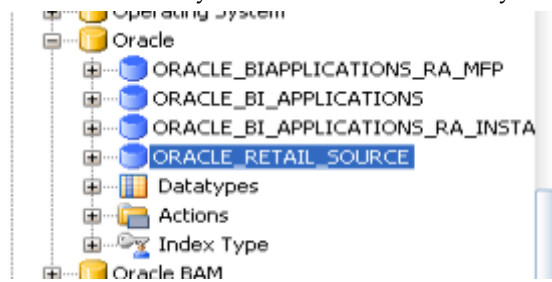 Operating System
Oracle
ORACLE_BIAPPLICATIONS_RA_MFP
ORACLE_BI_APPLICATIONS
ORACLE_BI_APPLICATIONS_RA_INSTA
ORACLE_RETAIL_SOURCE
Datatypes
Actions
Index Type
Oracle BAM